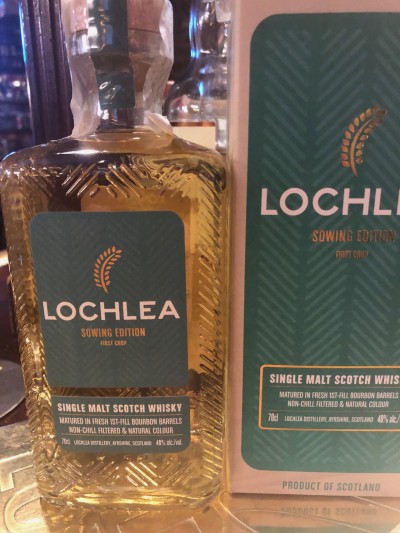 LOCHLEA
SOWING EDITION
FIRST CROP
SINGLE MALT SCOTCH WHISKY
MATURED IN FRESH 1ST-FILL BOURBON BARRELS
NON-CHILL FILTERED & NATURAL COLOUR
70cl LOCHLEA DISTILLERY, AYRSHIRE, SCOTLAND 48% alc/vol
LOCHLE
SOWING EDITION
FIRST CROP
SINGLE MALT SCOTCH WHIS
MATURED IN FRESH 1ST-FILL BOURBON BARRELS
NON-CHILL FILTERED & NATURAL COLOUR
70cl LOCHLEA DISTILLERY, AYRSHIRE, SCOTLAND 48% alc/
PRODUCT OF SCOTLAND